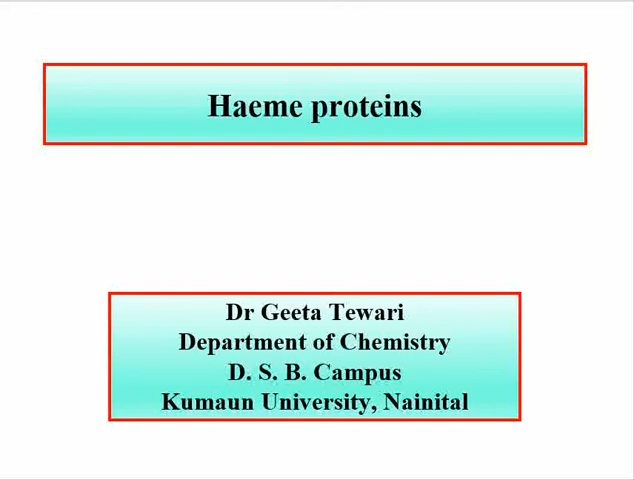 Haeme proteins
Dr Geeta Tewari
Department of Chemistry
D. S. B. Campus
Kumaun University, Nainital